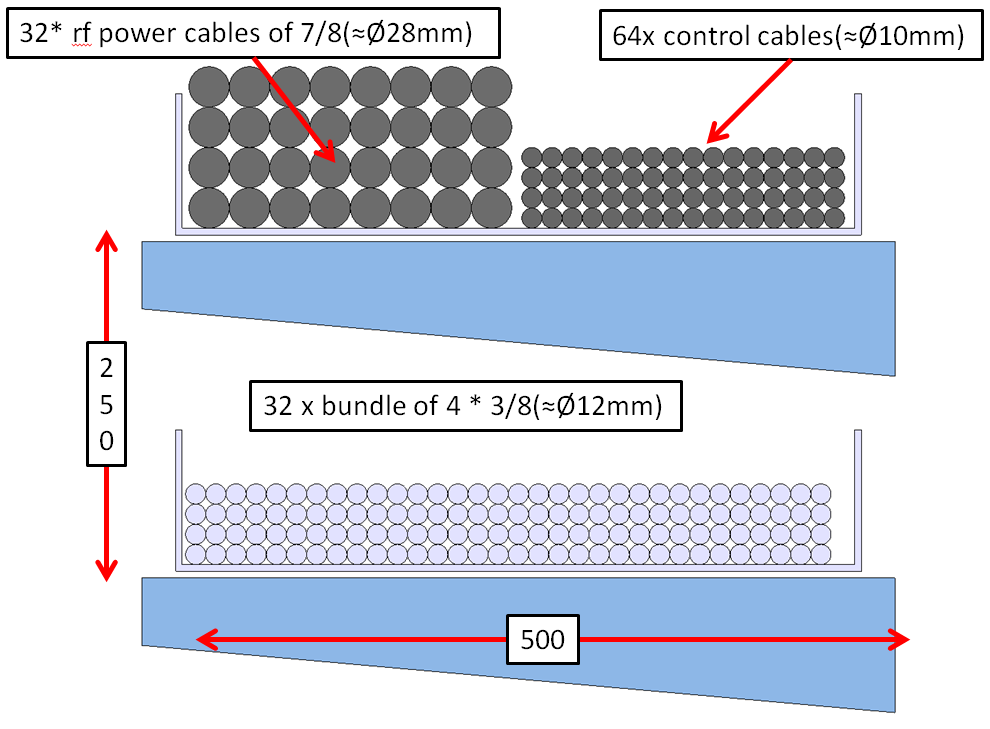 32* rf power cables of 7/8(≈Ø28mm)
64x control cables(≈Ø10mm)
2
5
0
32 x bundle of 4 * 3/8(≈Ø12mm)
500